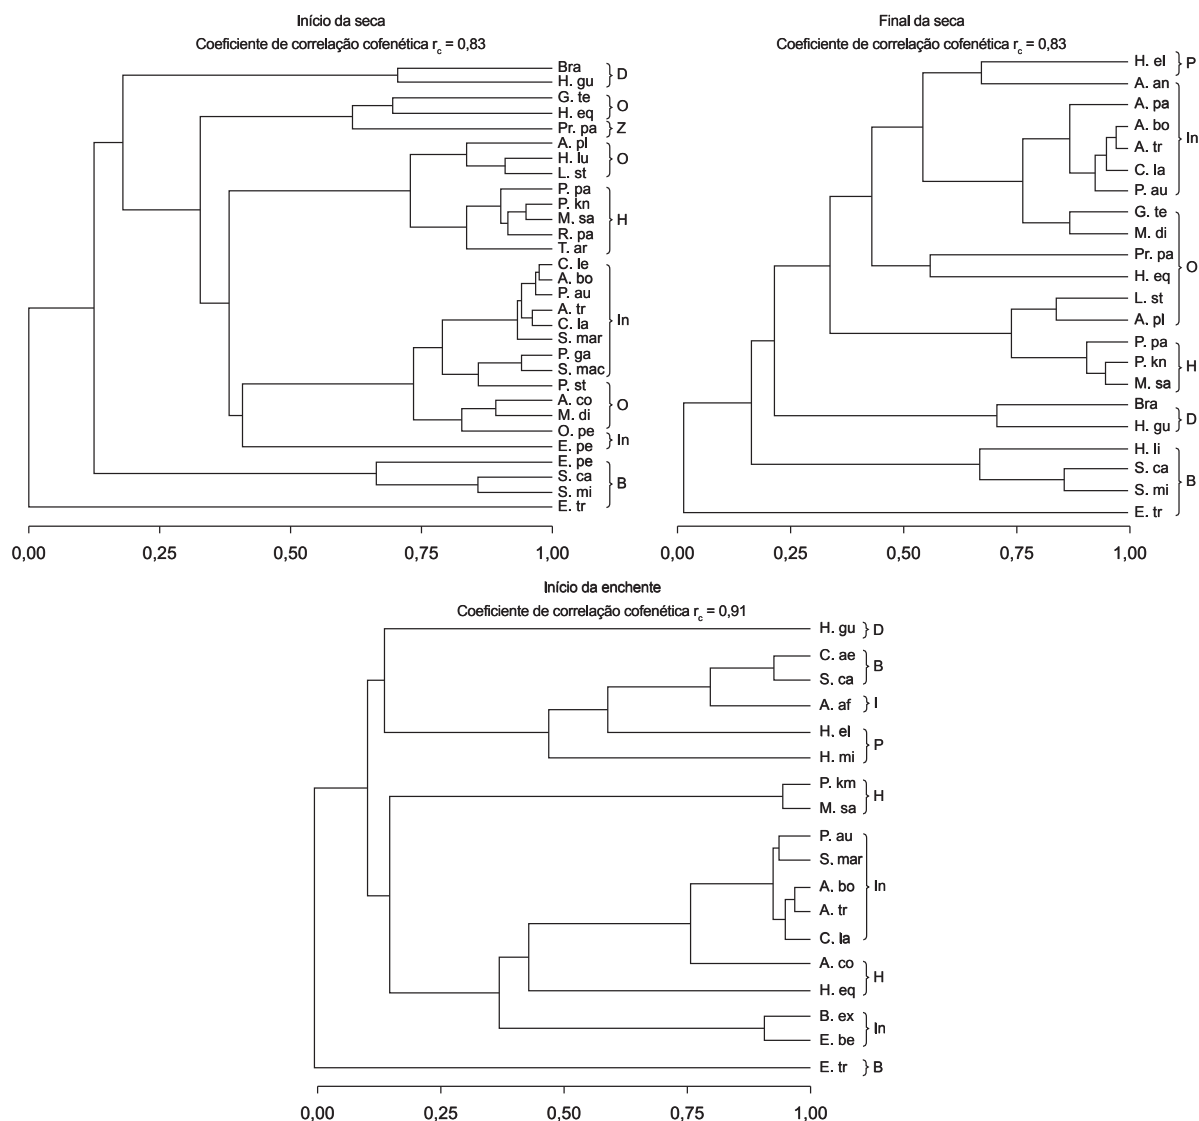 Início da seca
Coeficiente de correlação cofenética rc = 0,83
Bra
H. gu
D
G. te
H. eq
O
Pr. pa
Z
A. pl
H. lu
L. st
O
P. pa
P. kn
M. sa
R. pa
T. ar
H
C. le
A. bo
P. au
A. tr
C. la
S. mar
P. ga
S. mac
In
P. st
A. co
M. di
O. pe
O
E. pe
In
E. pe
S. ca
S. mi
E. tr
B
0,00 0,25 0,50 0,75 1,00
Final da seca
Coeficiente de correlação cofenética rc = 0,83
H. el
P
A. an
A. pa
A. bo
A. tr
C. la
P. au
In
G. te
M. di
Pr. pa
H. eq
L. st
A. pl
O
P. pa
P. kn
M. sa
H
Bra
H. gu
D
H. li
S. ca
S. mi
E. tr
B
0,00 0,25 0,50 0,75 1,00
Início da enchente
Coeficiente de correlação cofenética rc = 0,91
H. gu
D
C. ae
S. ca
B
A. af
I
H. el
H. mi
P
P. km
M. sa
H
P. au
S. mar
A. bo
A. tr
C. la
In
A. co
H. eq
H
B. ex
E. be
In
E. tr
B
0,00 0,25 0,50 0,75 1,00